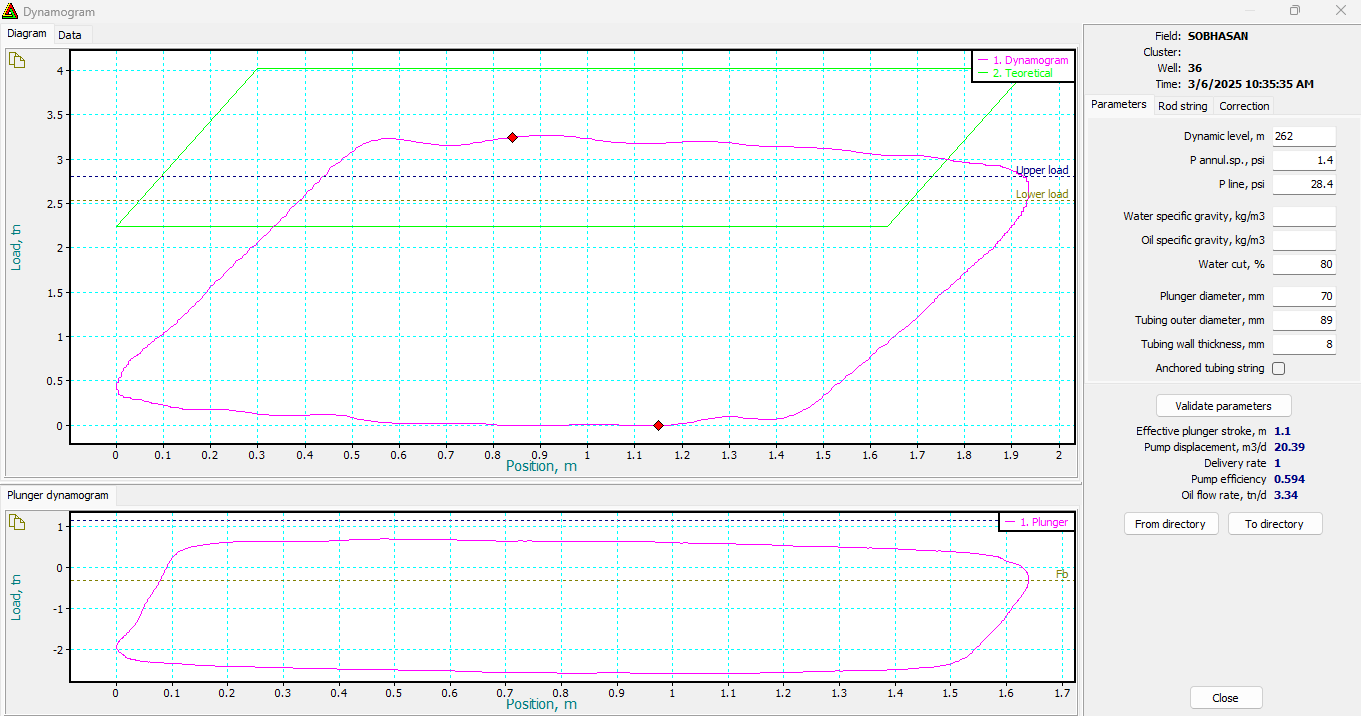 Dynamogram
Diagram Data
4
3.5
3
2.5
2
1.5
1
0.5
0
Load, tn
1. Dynamogram
2. Teoretical
Upper load
Lower load
0 0.1 0.2 0.3 0.4 0.5 0.6 0.7 0.8 0.9 1 1.1 1.2 1.3 1.4 1.5 1.6 1.7 1.8 1.9 2
Position, m
Plunger dynamogram
1
0
-1
-2
Load, tn
1. Plunger
Fb
0 0.1 0.2 0.3 0.4 0.5 0.6 0.7 0.8 0.9 1 1.1 1.2 1.3 1.4 1.5 1.6 1.7
Position, m
Field: SOBHASAN
Cluster:
Well: 36
Time: 3/6/2025 10:35:35 AM
Parameters Rod string Correction
Dynamic level, m 262
P annul.sp., psi 1.4
P line, psi 28.4
Water specific gravity, kg/m3
Oil specific gravity, kg/m3
Water cut, % 80
Plunger diameter, mm 70
Tubing outer diameter, mm 89
Tubing wall thickness, mm 8
Anchored tubing string
Validate parameters
Effective plunger stroke, m 1.1
Pump displacement, m3/d 20.39
Delivery rate 1
Pump efficiency 0.594
Oil flow rate, tn/d 3.34
From directory To directory
Close